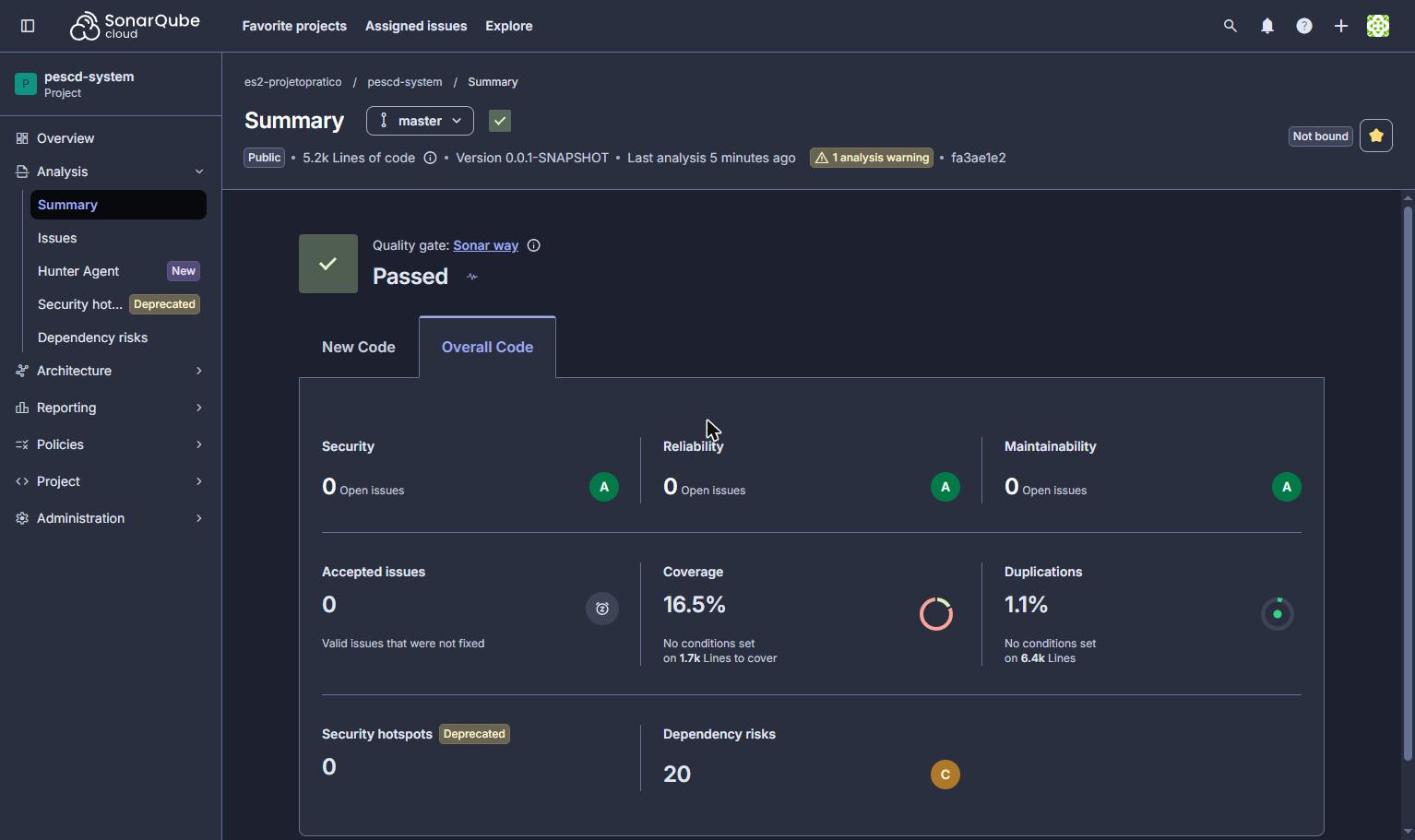 SonarQube cloud
Favorite projects Assigned issues Explore
P pescd-system
Project
Overview
Analysis
Summary
Issues
Hunter Agent New
Security hot... Deprecated
Dependency risks
Architecture
Reporting
Policies
Project
Administration
es2-projetopratico / pescd-system / Summary
Summary master
Not bound
Public • 5.2k Lines of code • Version 0.0.1-SNAPSHOT • Last analysis 5 minutes ago 1 analysis warning • fa3ae1e2
Quality gate: Sonar way
Passed
New Code Overall Code
Security Reliability Maintainability
0 Open issues A 0 Open issues A 0 Open issues A
Accepted issues Coverage Duplications
0 16.5% 1.1%
Valid issues that were not fixed No conditions set No conditions set
on 1.7k Lines to cover on 6.4k Lines
Security hotspots Deprecated Dependency risks
0 20 C